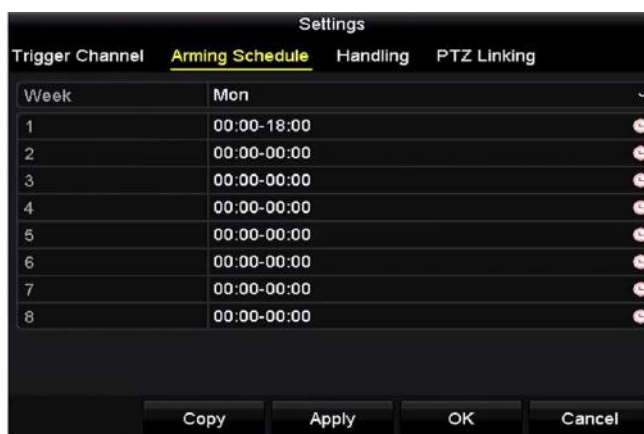 Settings
Trigger Channel Arming Schedule Handling PTZ Linking
Week Mon
1 00:00-18:00
2 00:00-00:00
3 00:00-00:00
4 00:00-00:00
5 00:00-00:00
6 00:00-00:00
7 00:00-00:00
8 00:00-00:00
Copy Apply OK Cancel